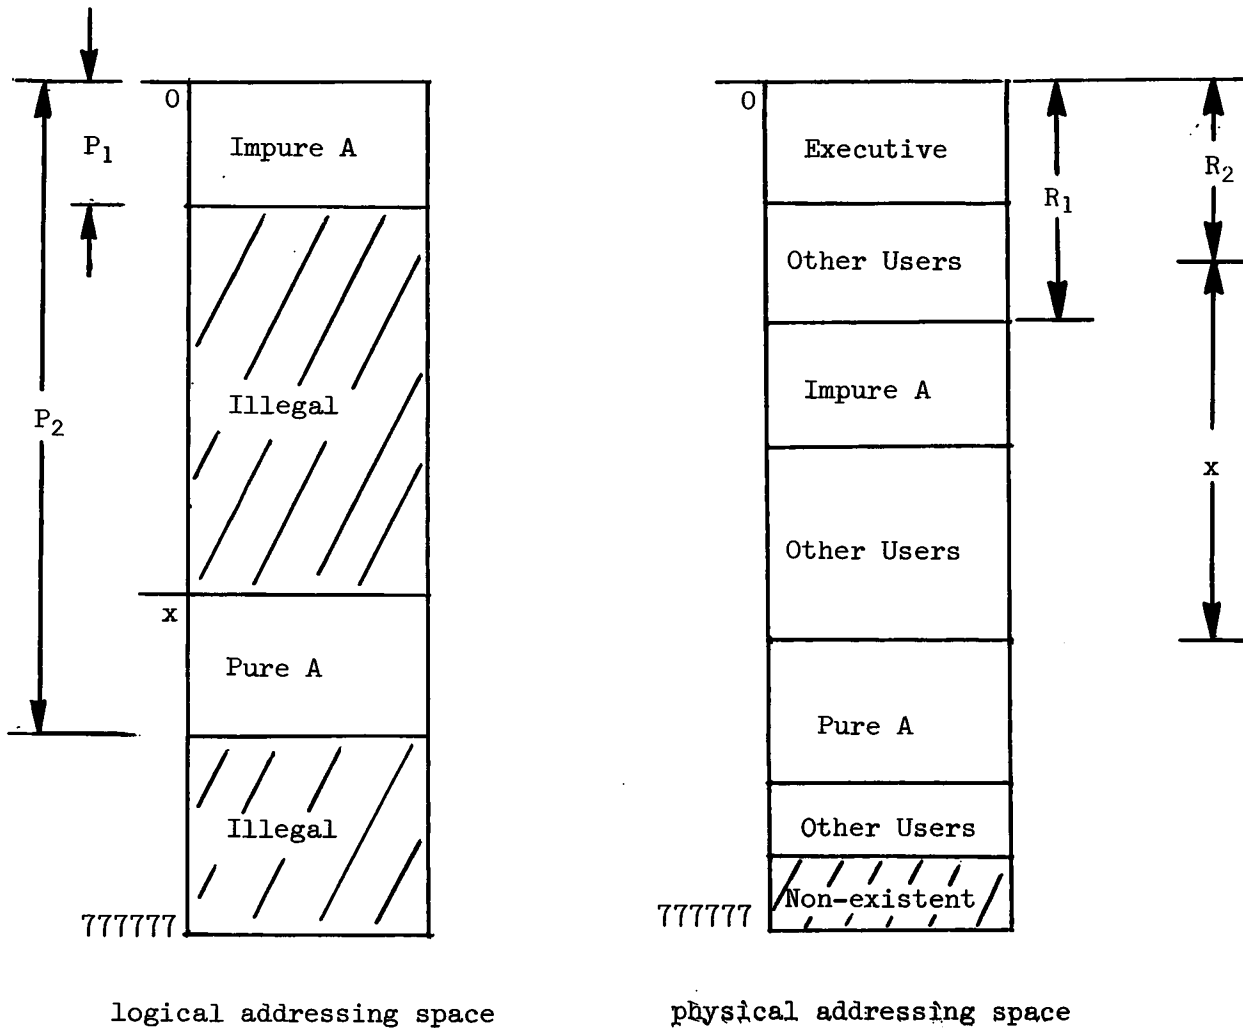 0
P1
Impure A
P2
Illegal
x
Pure A
Illegal
777777
logical addressing space
0
Executive
R1
R2
Other Users
Impure A
x
Other Users
Pure A
Other Users
Non-existent
777777
physical addressing space